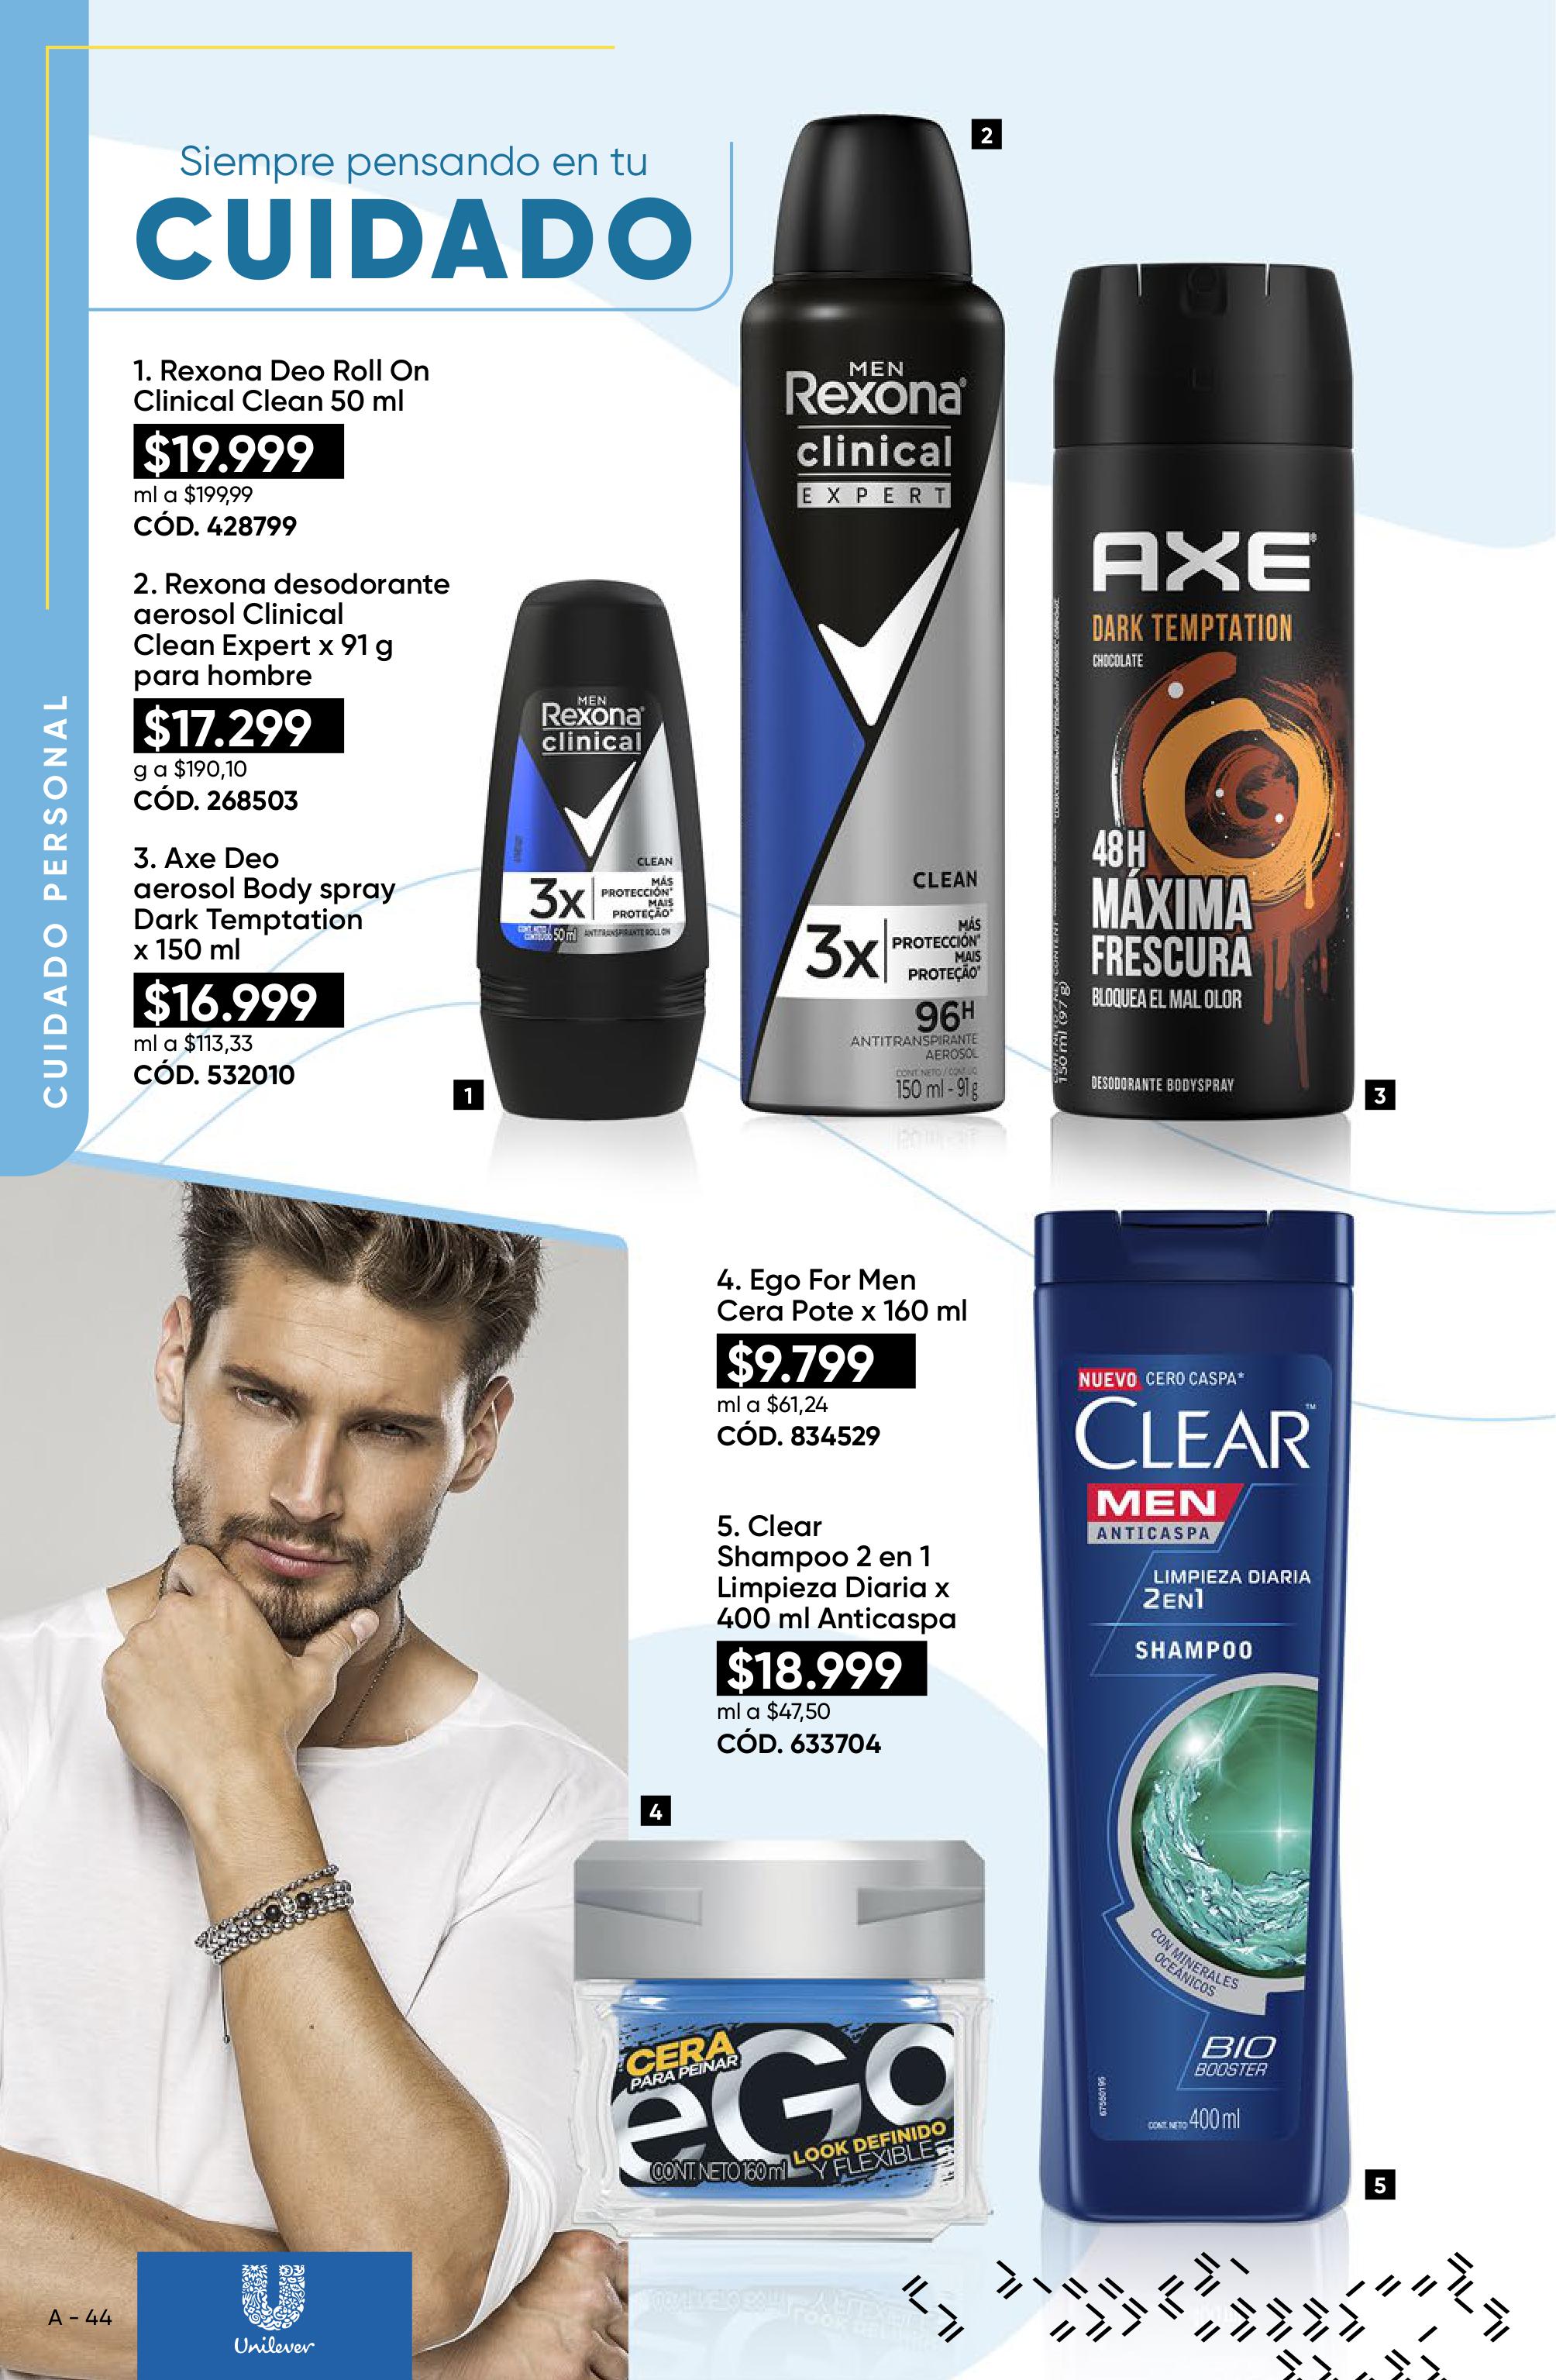 Siempre pensando en tu
CUIDADO
1. Rexona Deo Roll On
Clinical Clean 50 ml
$19.999
ml a $199,99
CÓD. 428799
2. Rexona desodorante
aerosol Clinical
Clean Expert x 91 g
para hombre
$17.299
g a $190,10
CÓD. 268503
3. Axe Deo
aerosol Body spray
Dark Temptation
x 150 ml
$16.999
ml a $113,33
CÓD. 532010
CUIDADO PERSONAL
MEN
Rexona
clinical
CLEAN
3x
MÁS
PROTECCIÓN*
MAIS
PROTEÇÃO*
50 ml
ANTITRANSPIRANTE ROLL ON
1
2
MEN
Rexona®
clinical
EXPERT
CLEAN
3x
MÁS
PROTECCIÓN*
MAIS
PROTEÇÃO*
96H
ANTITRANSPIRANTE
AEROSOL
150 ml - 91 g
AXE®
DARK TEMPTATION
CHOCOLATE
48H
MÁXIMA
FRESCURA
BLOQUEA EL MAL OLOR
DESODORANTE BODYSPRAY
150 ml (97 g)
3
4. Ego For Men
Cera Pote x 160 ml
$9.799
ml a $61,24
CÓD. 834529
5. Clear
Shampoo 2 en 1
Limpieza Diaria x
400 ml Anticaspa
$18.999
ml a $47,50
CÓD. 633704
4
CERA
PARA PEINAR
eGo
LOOK DEFINIDO
Y FLEXIBLE
CONT. NETO 160 ml
NUEVO CERO CASPA*
CLEAR™
MEN
ANTICASPA
LIMPIEZA DIARIA
2EN1
SHAMPOO
CON MINERALES
OCEÁNICOS
BIO
BOOSTER
67550195
CONT. NETO 400 ml
5
A - 44
Unilever